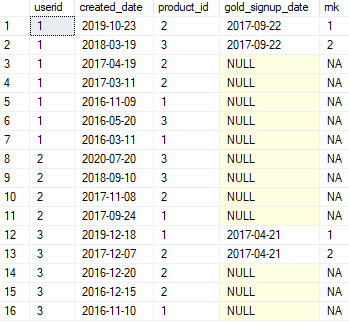 userid created_date product_id gold_signup_date rnk
1 1 2019-10-23 2 2017-09-22 1
2 1 2018-03-19 3 2017-09-22 2
3 1 2017-04-19 2 NULL NA
4 1 2016-11-09 1 NULL NA
5 1 2016-11-09 1 NULL NA
6 1 2016-05-20 3 NULL NA
7 1 2016-03-11 1 NULL NA
8 2 2020-07-20 3 NULL NA
9 2 2018-09-10 3 NULL NA
10 2 2017-11-08 2 NULL NA
11 2 2017-09-24 1 NULL NA
12 3 2019-12-18 1 2017-04-21 1
13 3 2017-12-07 2 2017-04-21 2
14 3 2016-12-20 2 NULL NA
15 3 2016-12-15 2 NULL NA
16 3 2016-11-10 1 NULL NA